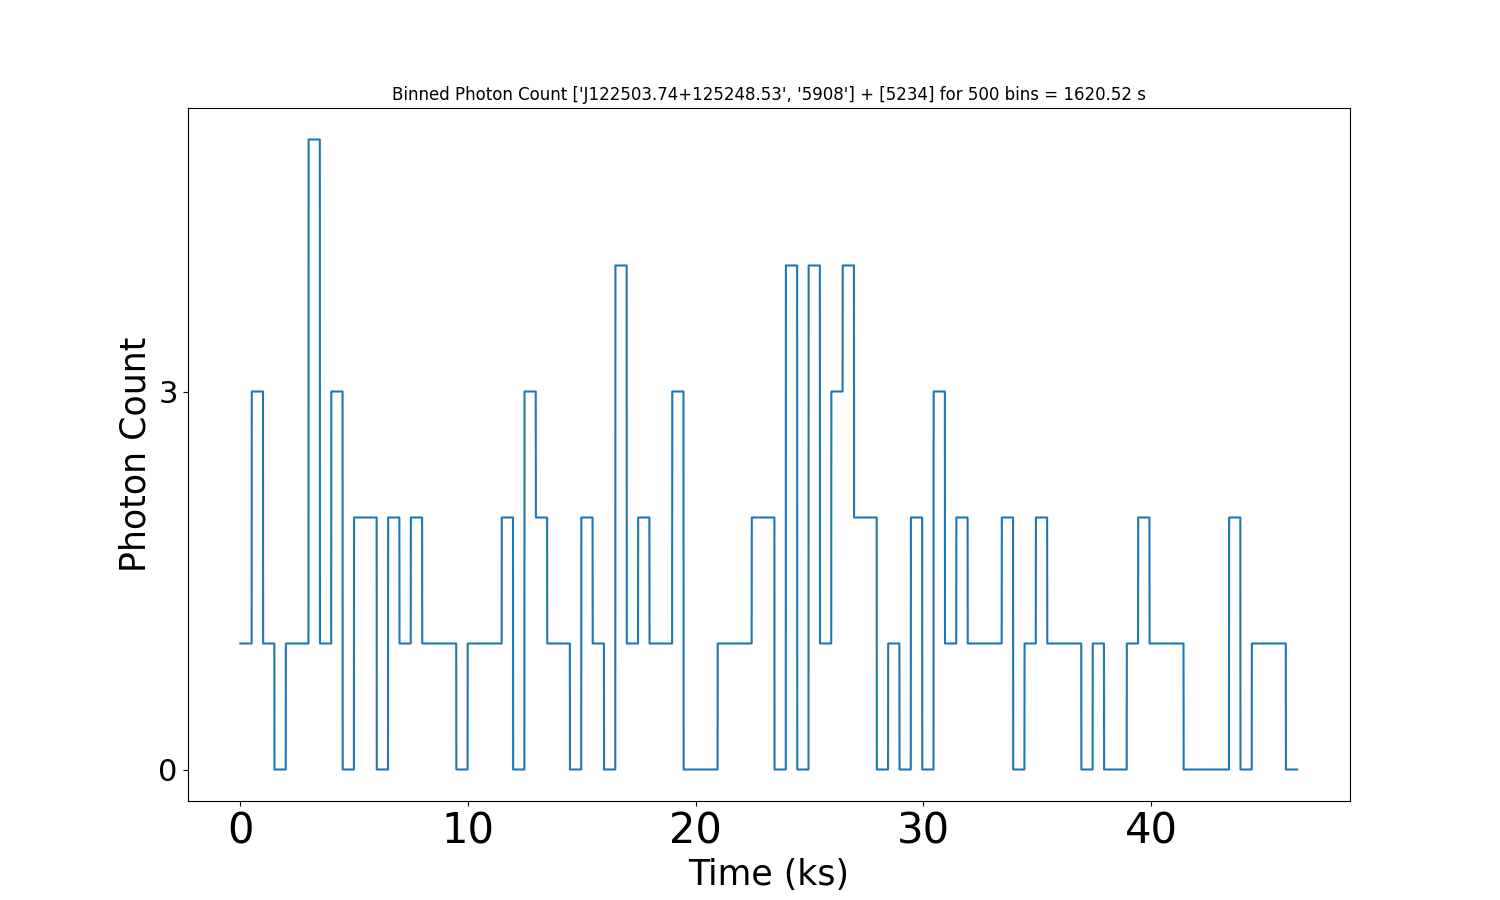 Binned Photon Count ['J122503.74+125248.53', '5908'] + [5234] for 500 bins = 1620.52 s
Photon Count
3
0
0 10 20 30 40
Time (ks)